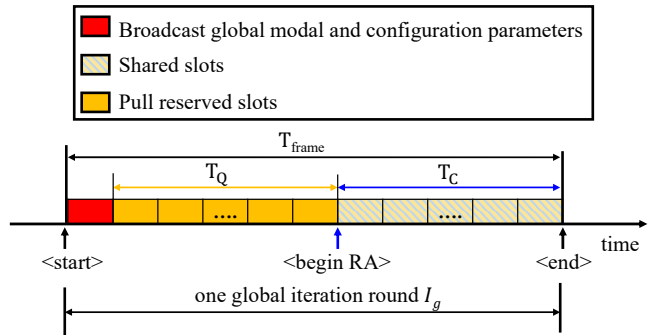 Broadcast global modal and configuration parameters
Shared slots
Pull reserved slots
T_frame
T_Q T_C
.... ....
time
<start> <begin RA> <end>
one global iteration round I_g